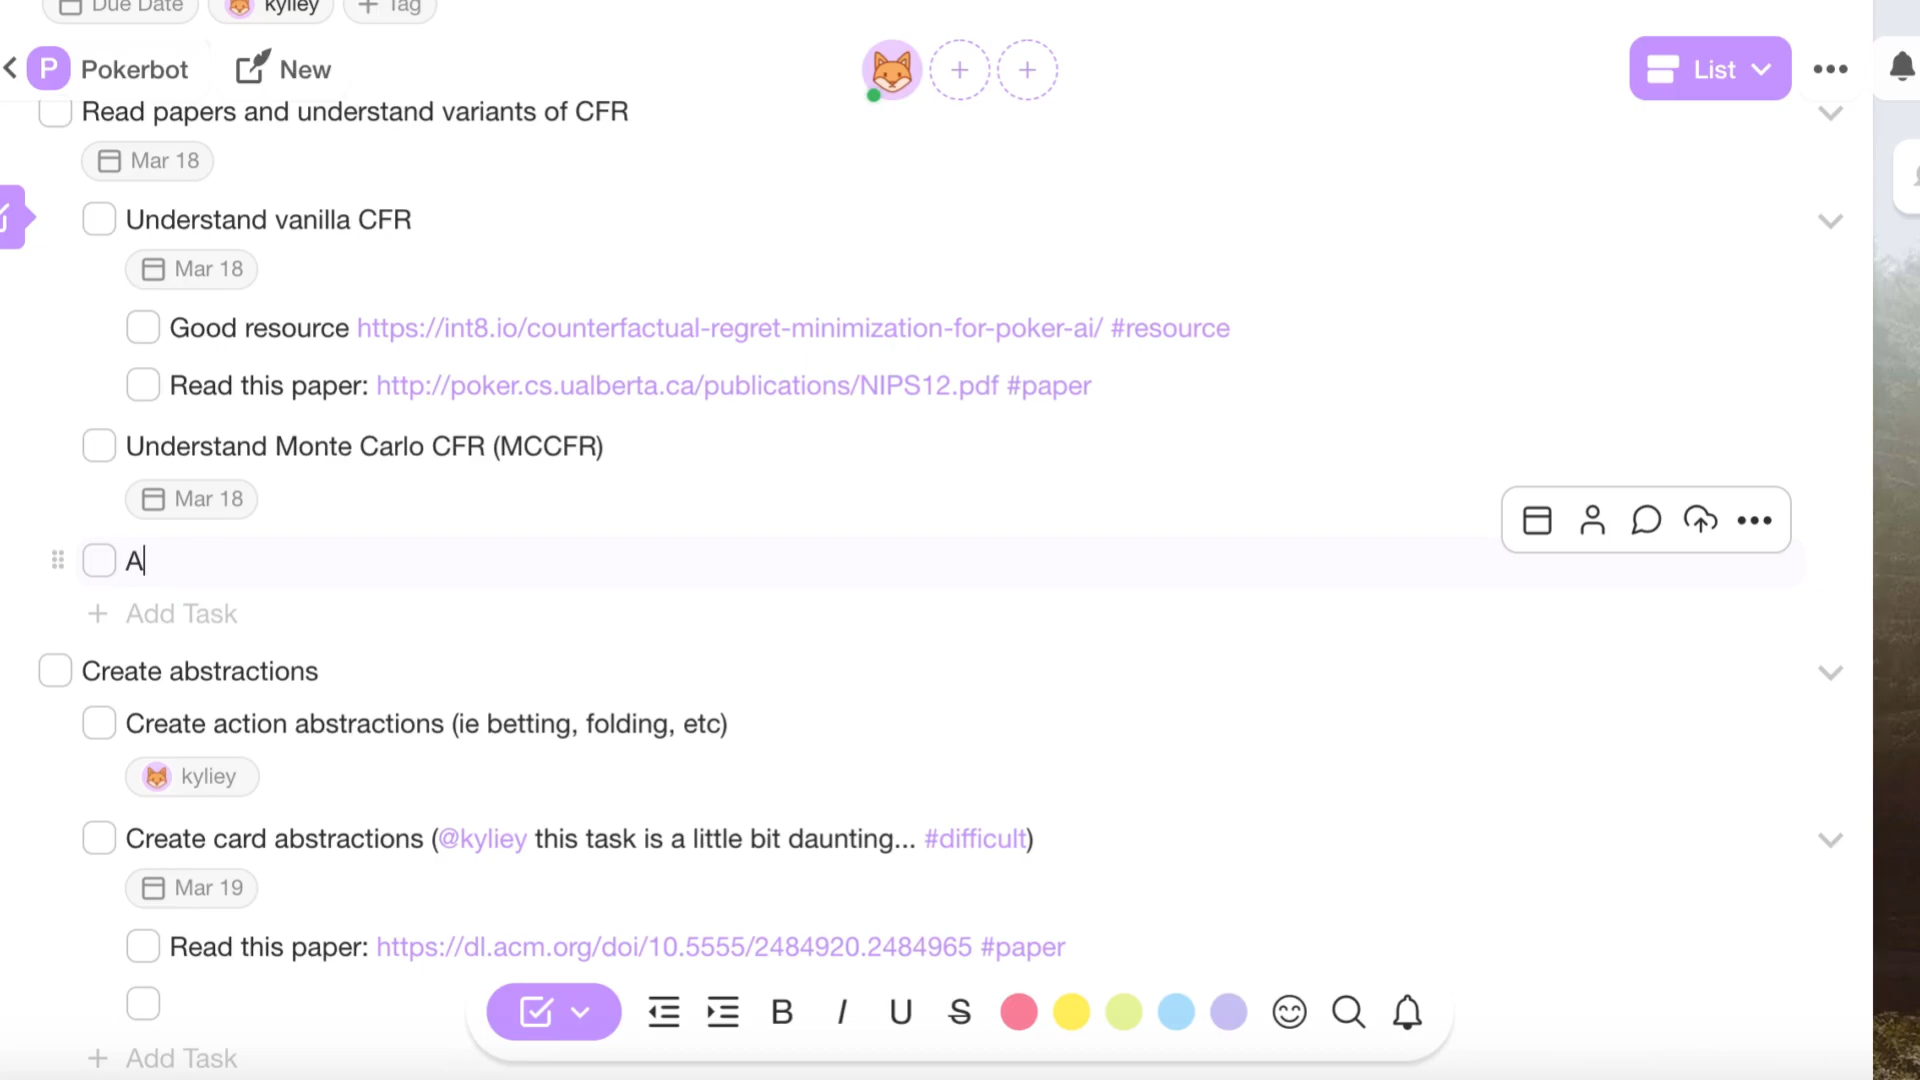 Due Date kyliey + Tag
P Pokerbot New
List
Read papers and understand variants of CFR
Mar 18
Understand vanilla CFR
Mar 18
Good resource https://int8.io/counterfactual-regret-minimization-for-poker-ai/ #resource
Read this paper: http://poker.cs.ualberta.ca/publications/NIPS12.pdf #paper
Understand Monte Carlo CFR (MCCFR)
Mar 18
A
+ Add Task
Create abstractions
Create action abstractions (ie betting, folding, etc)
kyliey
Create card abstractions (@kyliey this task is a little bit daunting... #difficult)
Mar 19
Read this paper: https://dl.acm.org/doi/10.5555/2484920.2484965 #paper
B I U S
+ Add Task